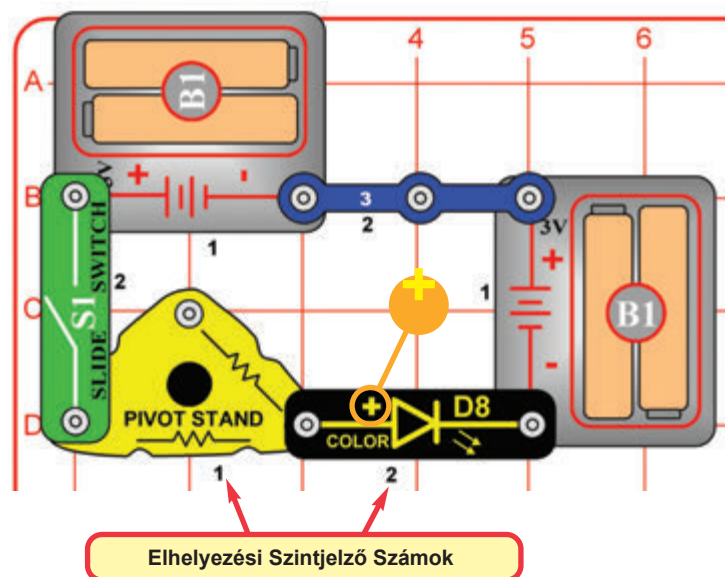 4 5 6
A
B1
B
3V
+ -
3
2
1
3V
+
-
B1
1
S1
SLIDE SWITCH
2
C
+
PIVOT STAND
D
+
COLOR
D8
1
2
Elhelyezési Szintjelző Számok